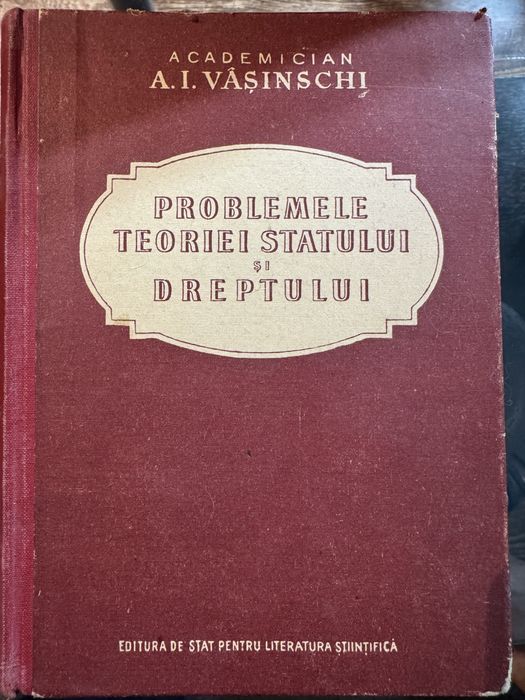 ACADEMICIAN
A.I. VÂȘINSCHI
PROBLEMELE
TEORIEI STATULUI
ȘI
DREPTULUI
EDITURA DE STAT PENTRU LITERATURA ȘTIINȚIFICĂ